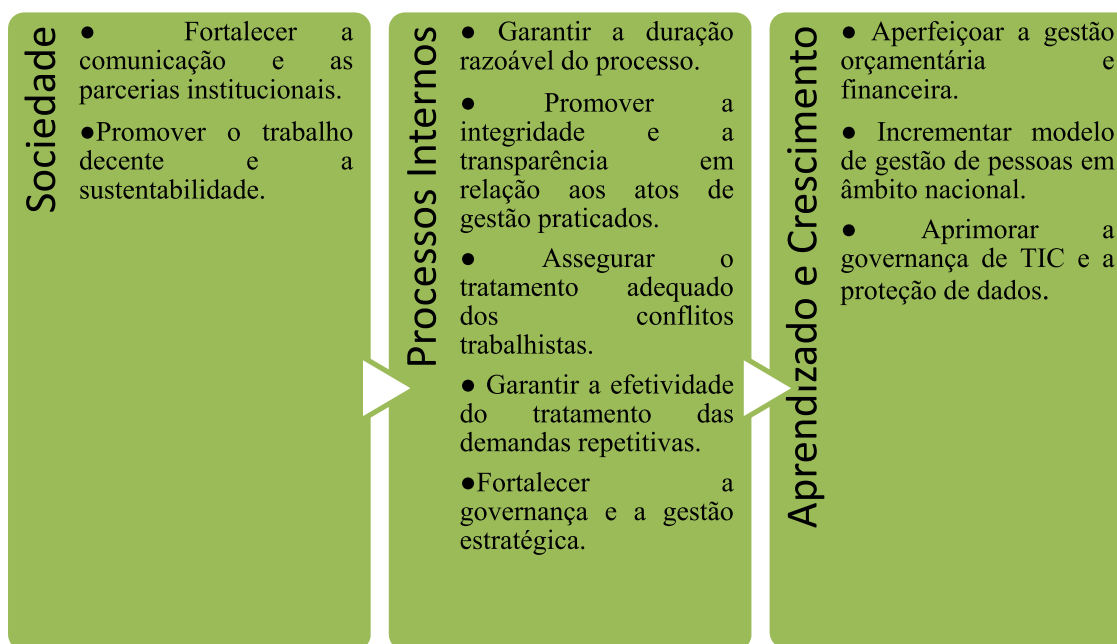 Sociedade
● Fortalecer a
comunicação e as
parcerias institucionais.
●Promover o trabalho
decente e a
sustentabilidade.
Processos Internos
● Garantir a duração
razoável do processo.
● Promover a
integridade e a
transparência em
relação aos atos de
gestão praticados.
● Assegurar o
tratamento adequado
dos conflitos
trabalhistas.
● Garantir a efetividade
do tratamento das
demandas repetitivas.
●Fortalecer a
governança e a gestão
estratégica.
Aprendizado e Crescimento
● Aperfeiçoar a gestão
orçamentária e
financeira.
● Incrementar modelo
de gestão de pessoas em
âmbito nacional.
● Aprimorar a
governança de TIC e a
proteção de dados.